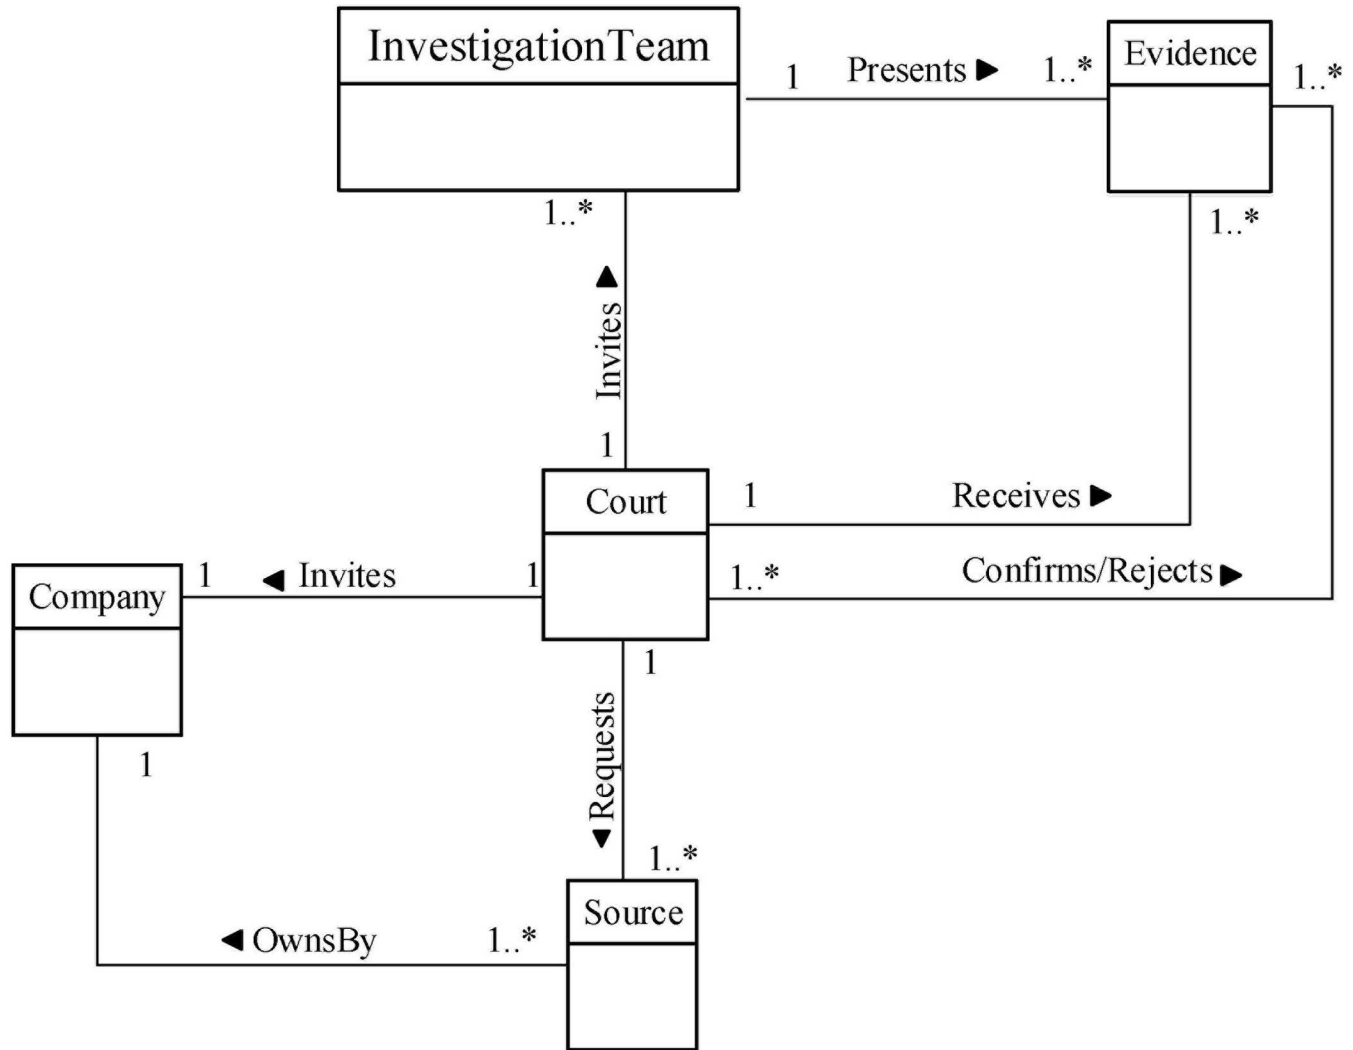 InvestigationTeam
1
Presents ▶
1..*
Evidence
1..*
1..*
1..*
Invites ▶
1
Court
1
Receives ▶
1..*
Confirms/Rejects ▶
1
◀ Invites
1
Company
1
1
◀ Requests
1..*
Source
◀ OwnsBy
1..*